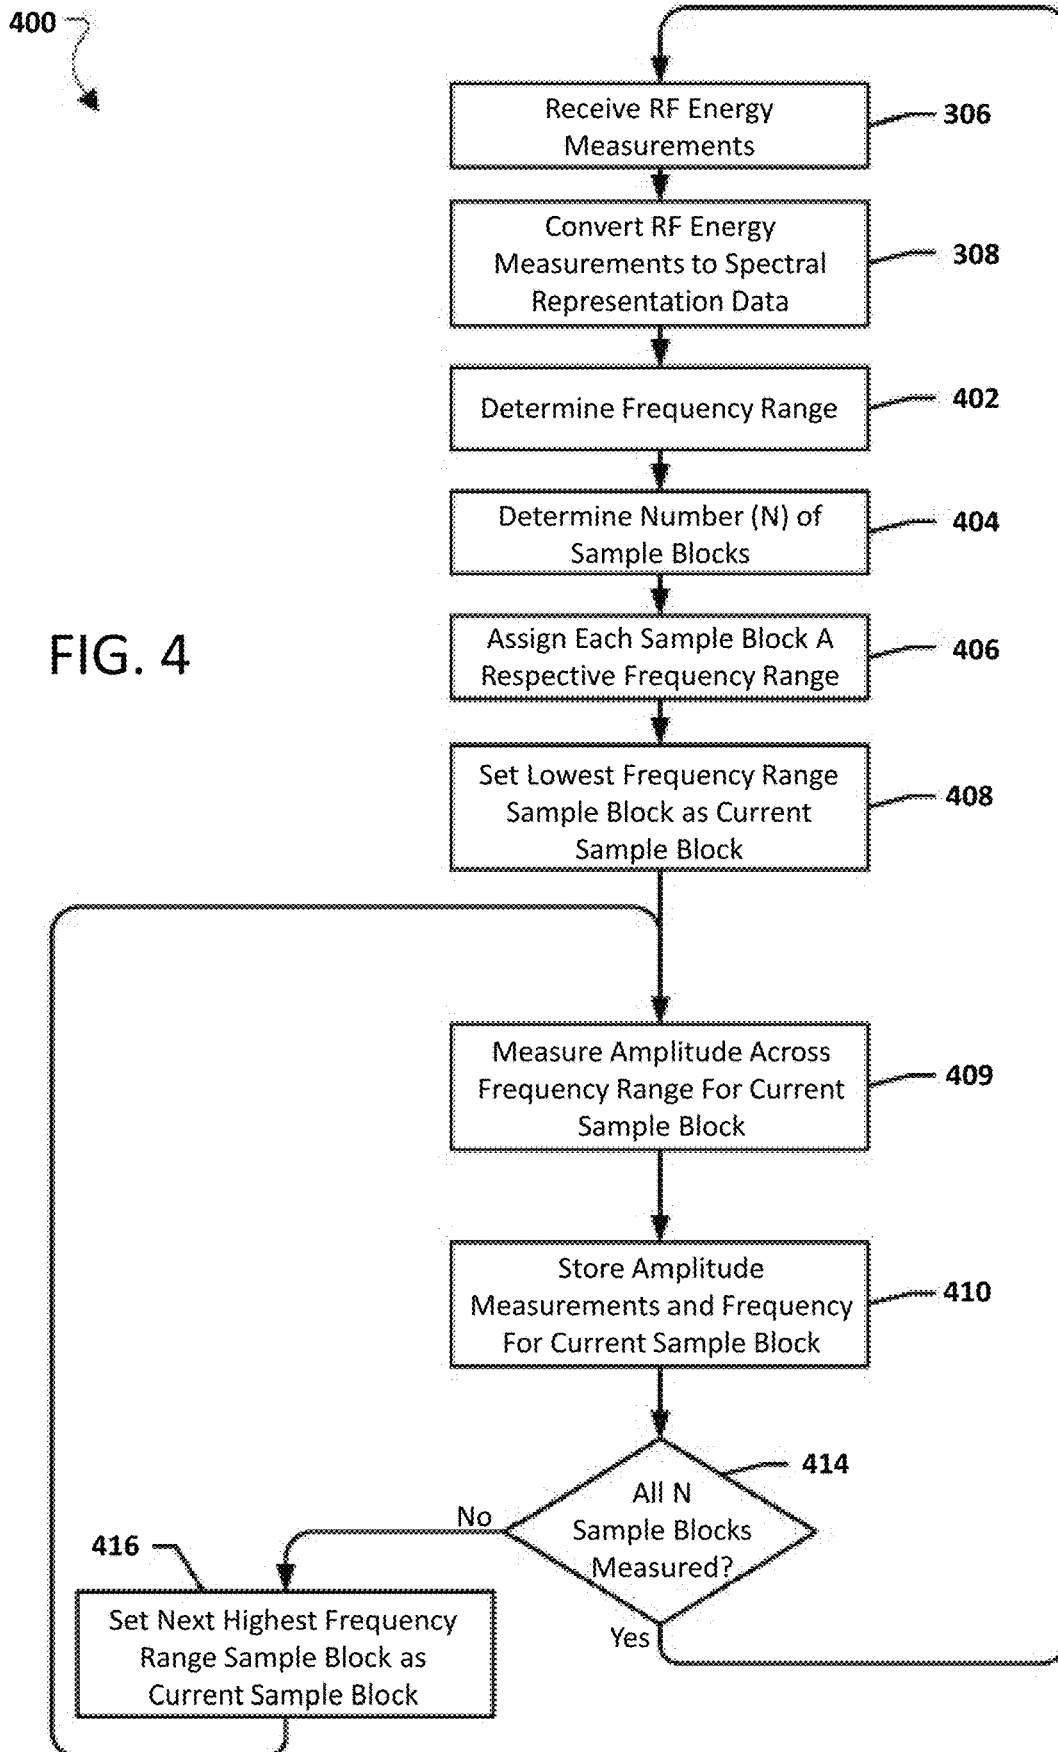 400
Receive RF Energy
Measurements
306
Convert RF Energy
Measurements to Spectral
Representation Data
308
Determine Frequency Range
402
Determine Number (N) of
Sample Blocks
404
FIG. 4
Assign Each Sample Block A
Respective Frequency Range
406
Set Lowest Frequency Range
Sample Block as Current
Sample Block
408
Measure Amplitude Across
Frequency Range For Current
Sample Block
409
Store Amplitude
Measurements and Frequency
For Current Sample Block
410
All N
Sample Blocks
Measured?
414
No
Yes
416
Set Next Highest Frequency
Range Sample Block as
Current Sample Block